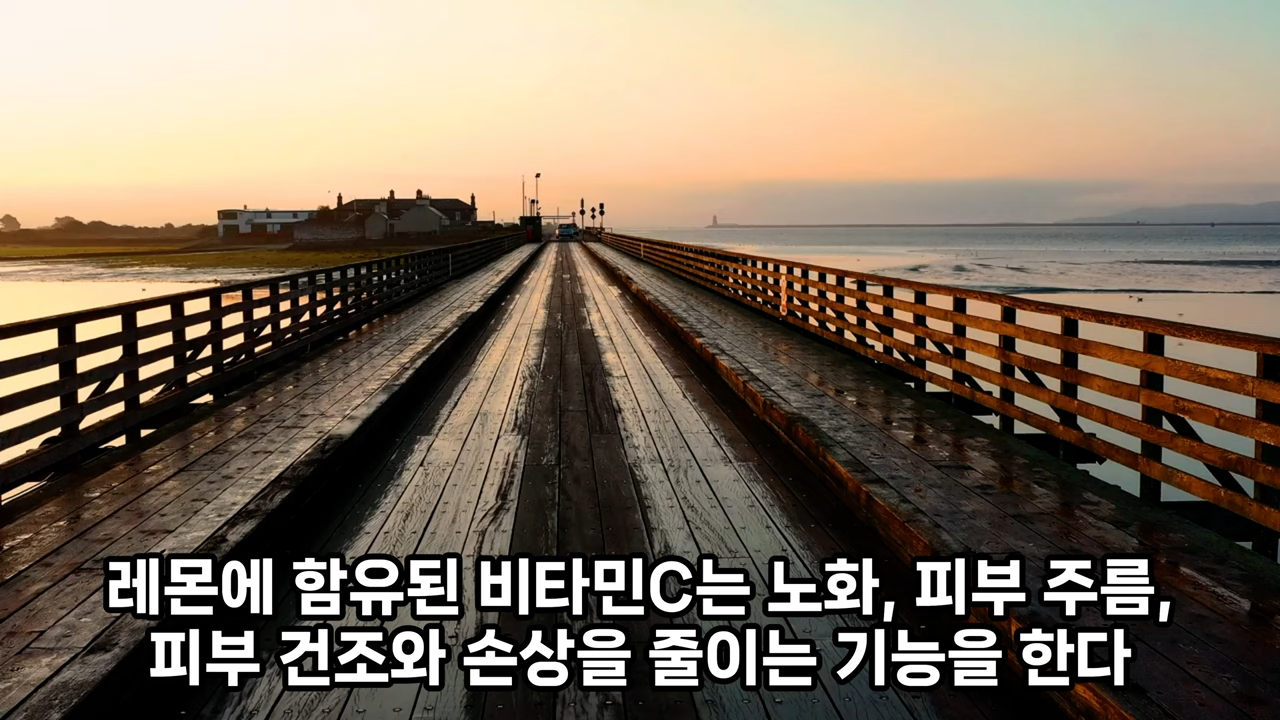 레몬에 함유된 비타민C는 노화, 피부 주름,
피부 건조와 손상을 줄이는 기능을 한다